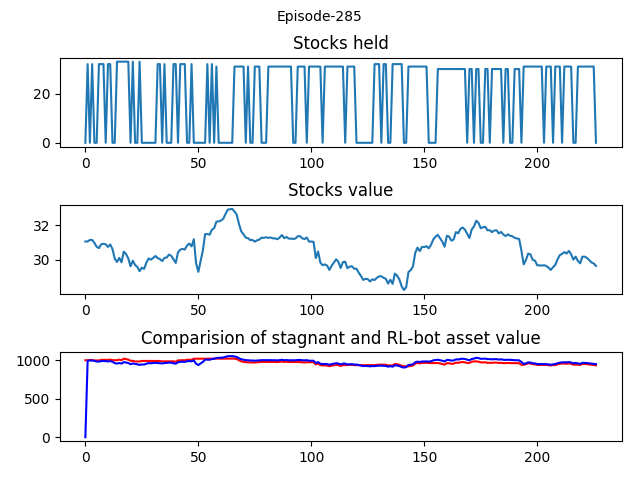 Episode-285
Stocks held
20
0
0 50 100 150 200
Stocks value
32
30
0 50 100 150 200
Comparision of stagnant and RL-bot asset value
1000
500
0
0 50 100 150 200